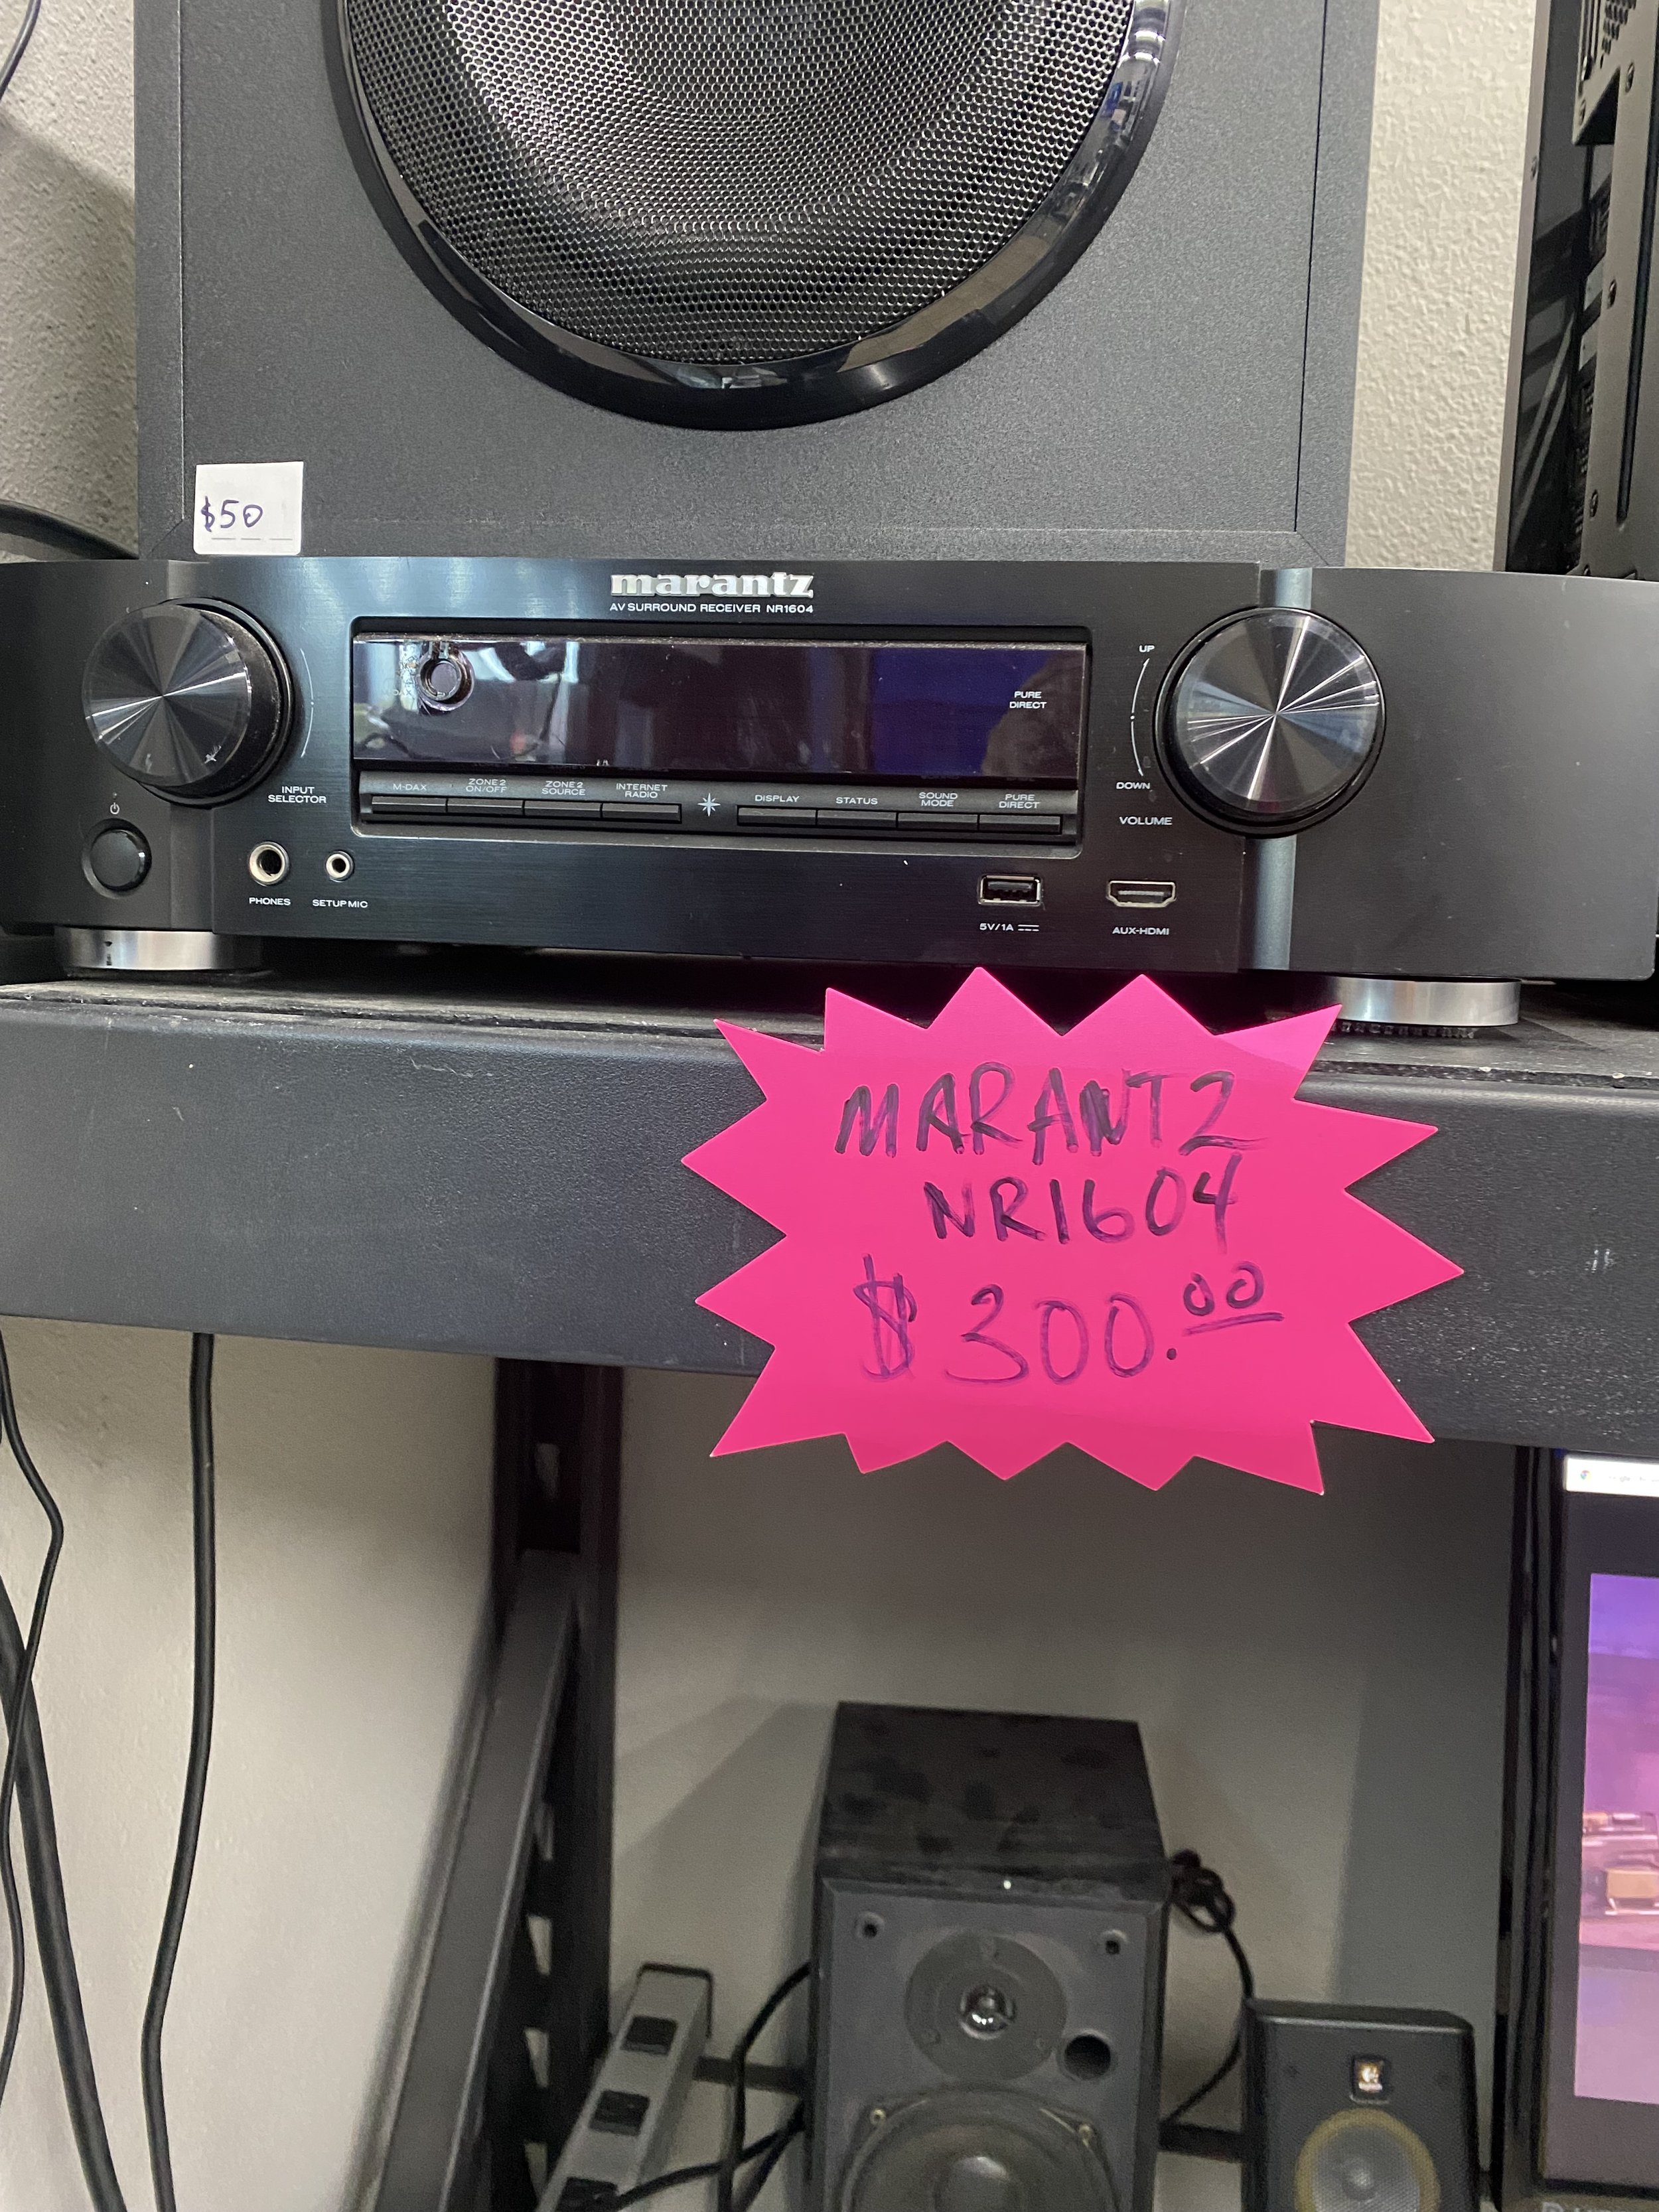 $50
marantz
AV SURROUND RECEIVER NR1604
UP
PURE
DIRECT
DOWN
VOLUME
INPUT
SELECTOR
M-DAX
ZONE 2
ON/OFF
ZONE 2
SOURCE
INTERNET
RADIO
DISPLAY
STATUS
SOUND
MODE
PURE
DIRECT
PHONES
SETUP MIC
5V/1A
AUX-HDMI
MARANTZ
NR1604
$300.00